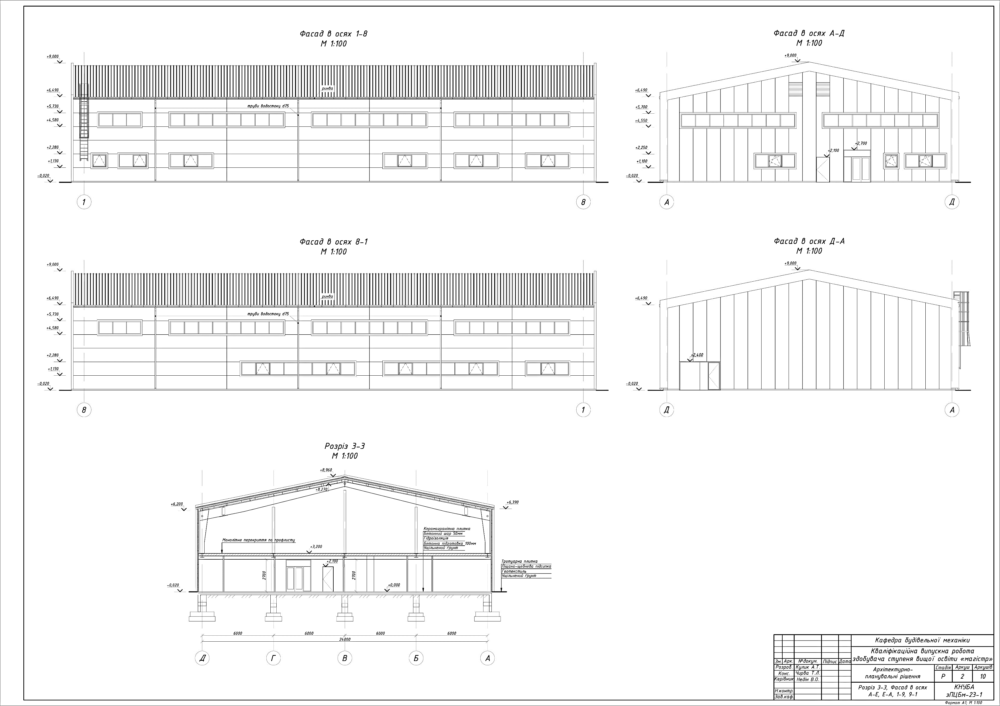 Фасад в осях 1-8
М 1:100
+9,000
+6,490
+5,730
+4,580
+2,280
+1,130
-0,020
ринва
труби водостоку d75
1
8
Фасад в осях А-Д
М 1:100
+9,000
+6,490
+5,700
+4,550
+2,250
+1,100
-0,020
+2,100
+2,700
А
Д
Фасад в осях 8-1
М 1:100
+9,000
+6,490
+5,730
+4,580
+2,280
+1,130
-0,020
ринва
труби водостоку d75
8
1
Фасад в осях Д-А
М 1:100
+9,000
+6,490
+2,400
-0,020
Д
А
Розріз 3-3
М 1:100
+8,960
+8,270
+6,200
+6,390
Керамогранітна плитка
Бетонний шар 50мм
Гідроізоляція
Бетонна підготовка 100мм
Ущільнений ґрунт
Монолітне перекриття по профлисту
+3,200
+2,100
2700
2700
Тротуарна плитка
Піщано-щебнева підсипка
Геотекстиль
Ущільнений ґрунт
-0,020
+0,000
6000
6000
6000
6000
24000
Д
Г
В
Б
А
Кафедра будівельної механіки
Кваліфікаційна випускна робота
здобувача ступеня вищої освіти «магістр»
Зм. Арк. №докум. Підпис Дата
Розроб. Кулик А.Т.
Конс. Чирва Т.Л.
Керівник Недін В.О.
Н.контр.
Зав.каф.
Архітектурно-
планувальні рішення
Стадія Аркуш Аркушів
Р 2 10
Розріз 3-3, Фасад в осях
А-Е, Е-А, 1-9, 9-1
КНУБА
зПЦБм-23-1
Формат А1; М 1:100